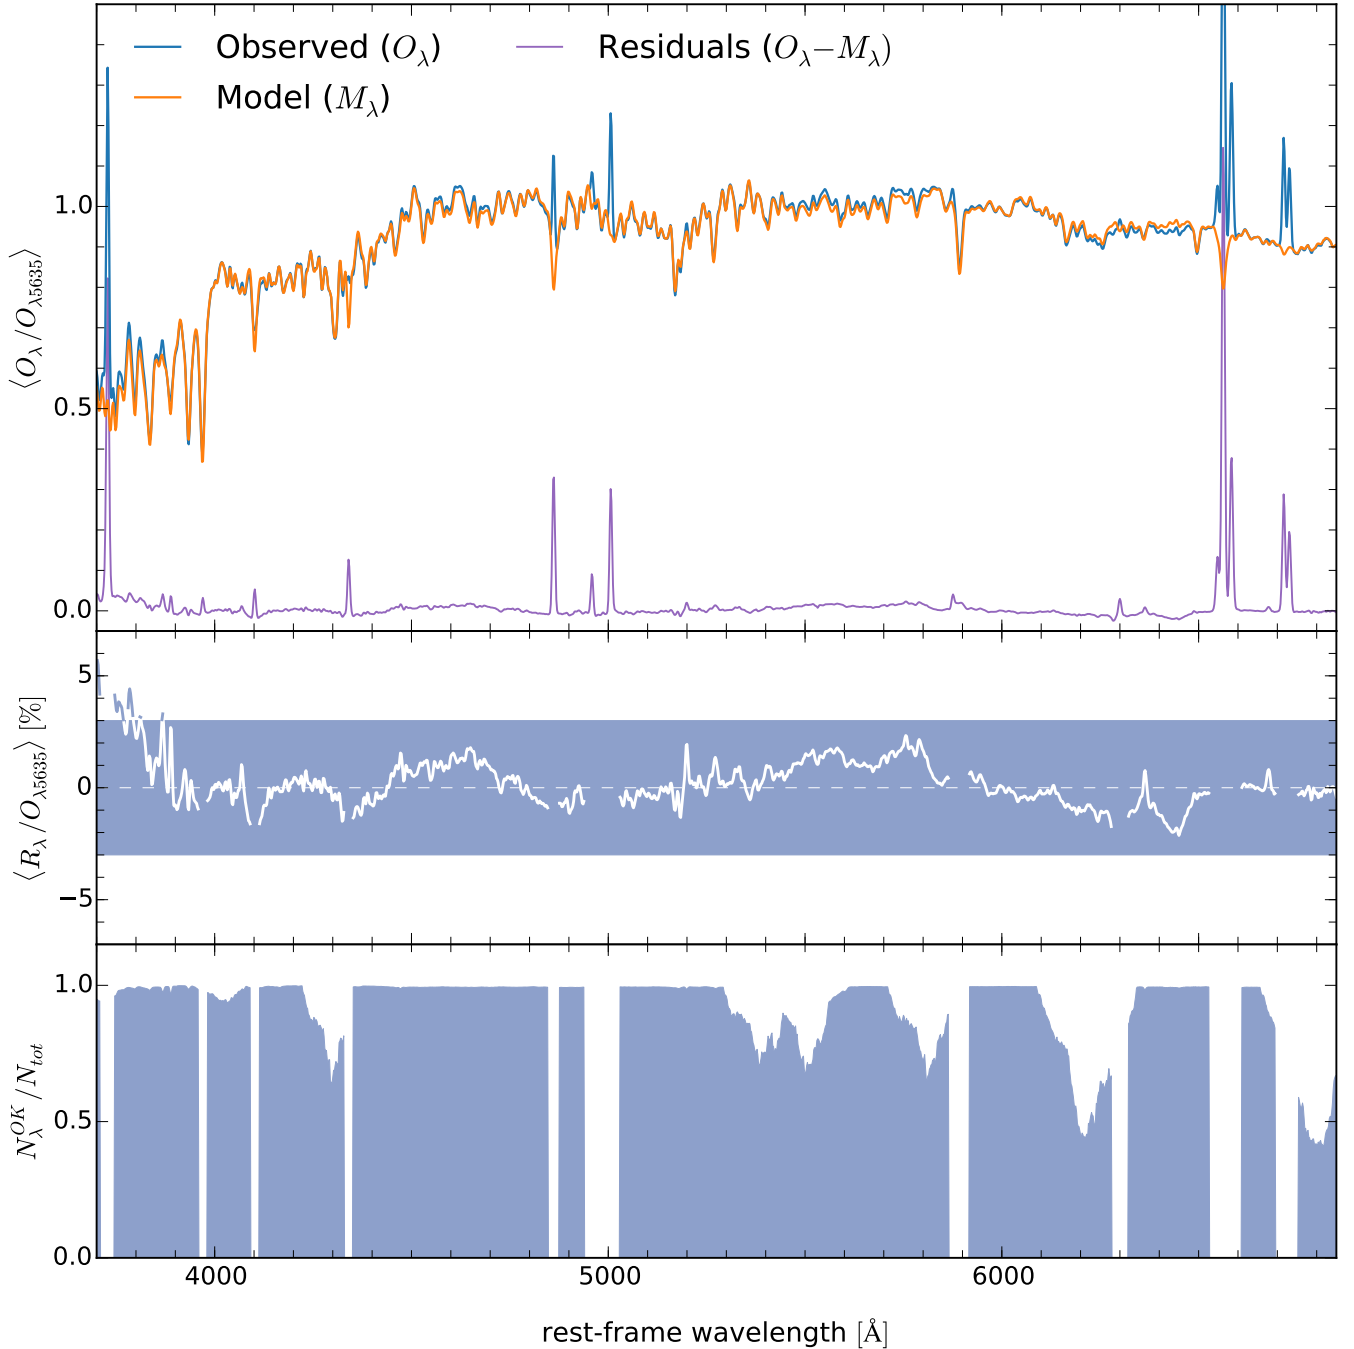 Observed (O_λ)
Residuals (O_λ−M_λ)
Model (M_λ)
⟨O_λ/O_λ5635⟩
1.0
0.5
0.0
⟨R_λ/O_λ5635⟩ [%]
5
0
−5
N_λ^OK/N_tot
1.0
0.5
0.0
4000
5000
6000
rest-frame wavelength [Å]